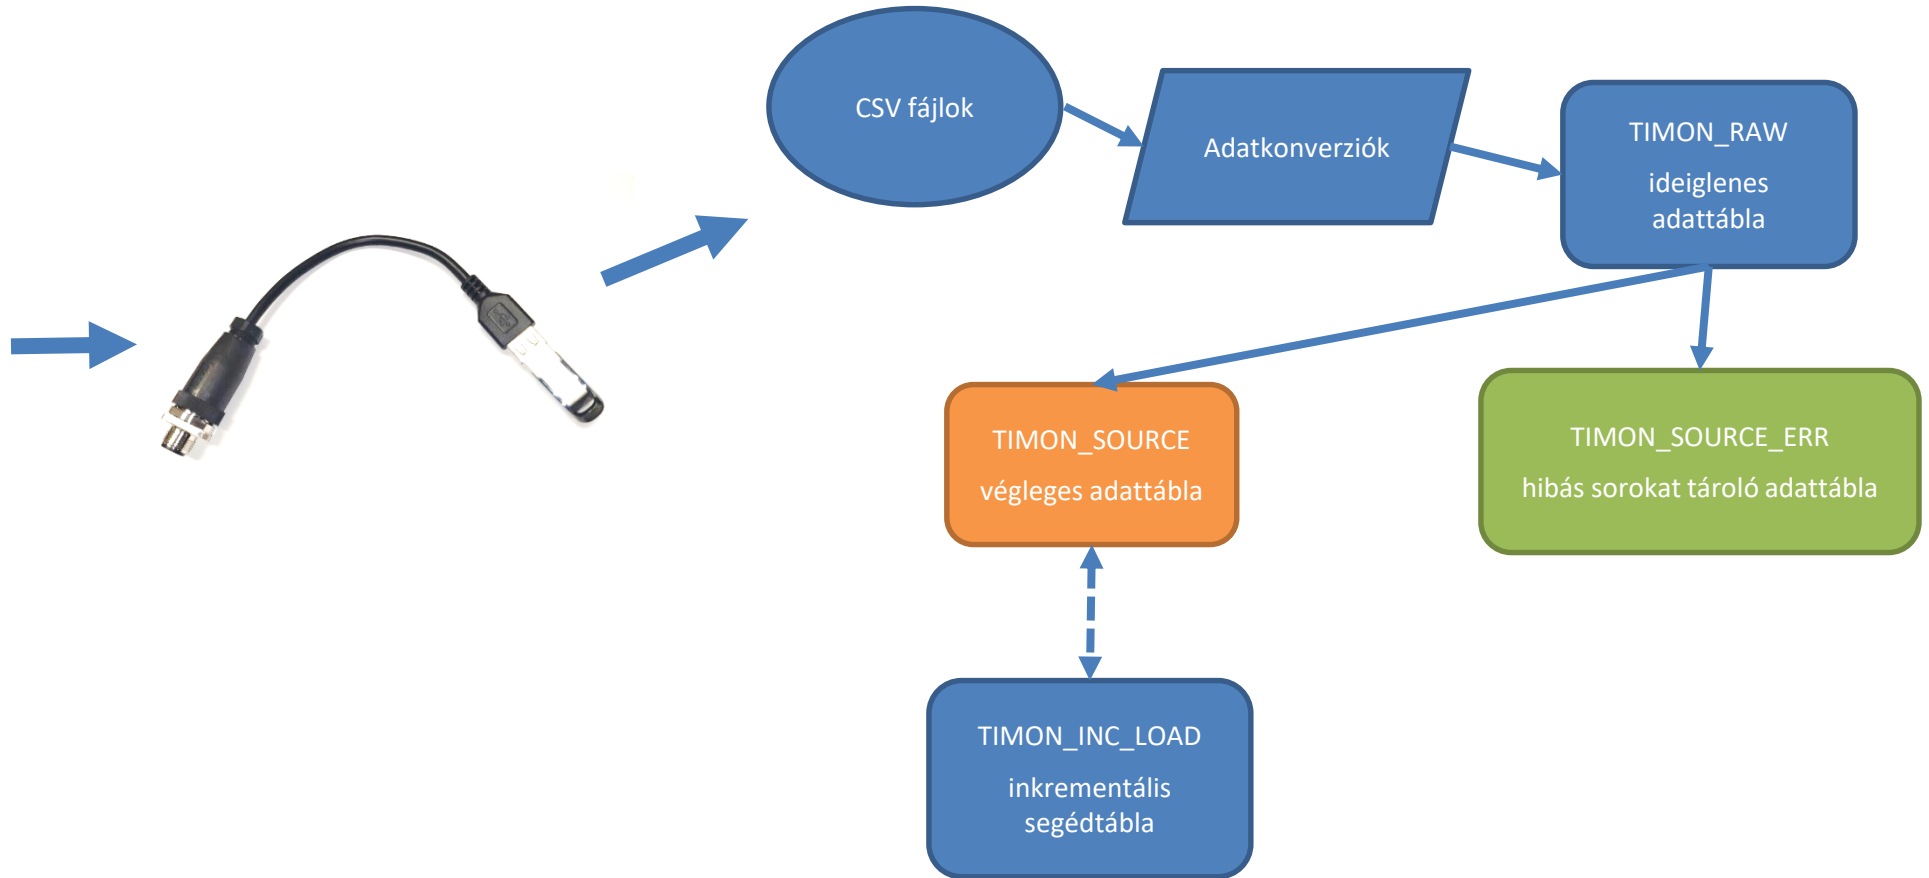 CSV fájlok
Adatkonverziók
TIMON_RAW
ideiglenes
adattábla
TIMON_SOURCE
végleges adattábla
TIMON_SOURCE_ERR
hibás sorokat tároló adattábla
TIMON_INC_LOAD
inkrementális
segédtábla